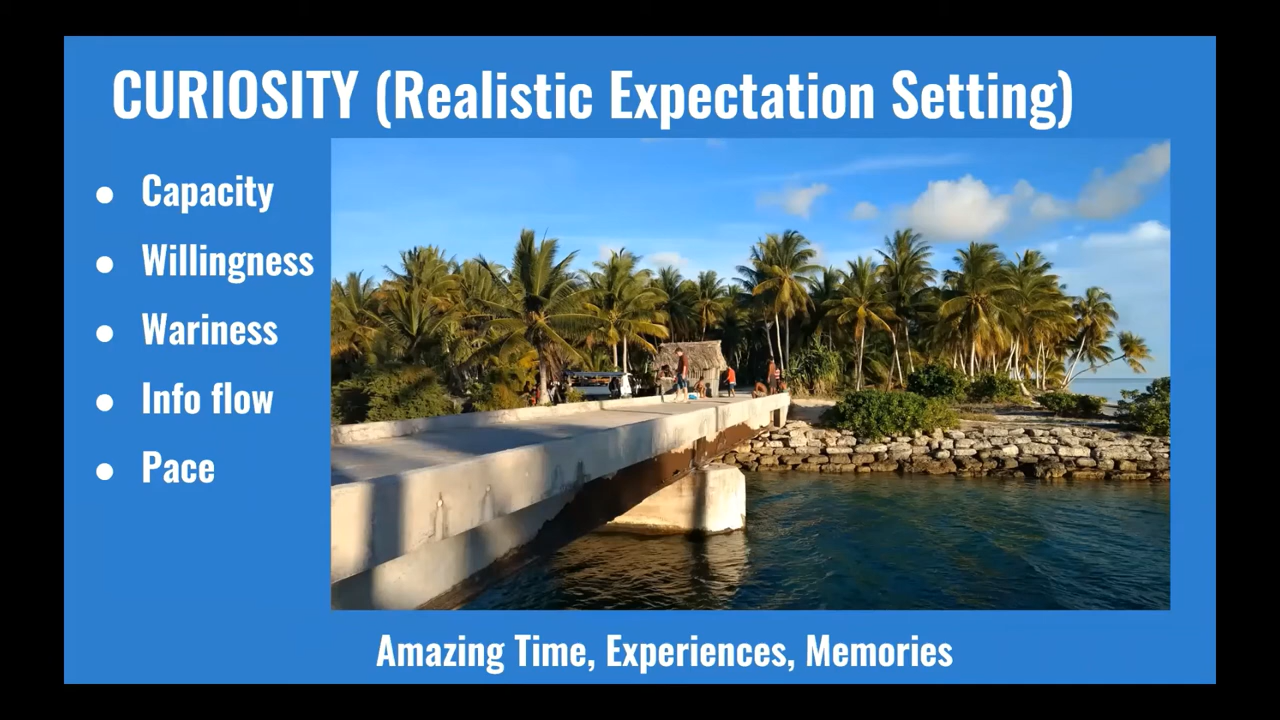 CURIOSITY (Realistic Expectation Setting)
● Capacity
● Willingness
● Wariness
● Info flow
● Pace
Amazing Time, Experiences, Memories